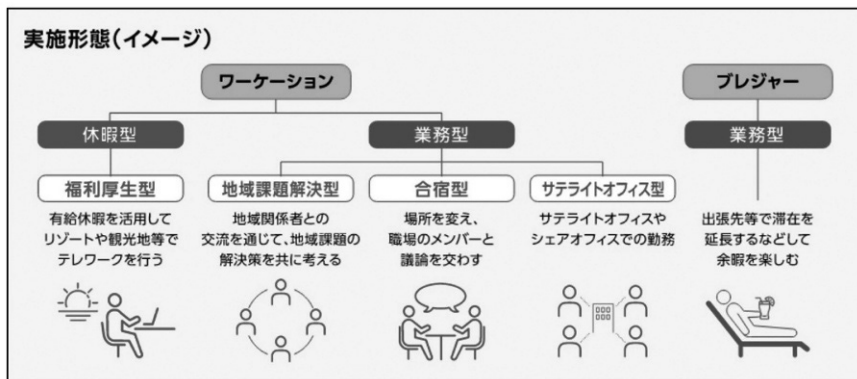 実施形態(イメージ)
ワーケーション
ブレジャー
休暇型
業務型
業務型
福利厚生型
地域課題解決型
合宿型
サテライトオフィス型
有給休暇を活用して
リゾートや観光地等で
テレワークを行う
地域関係者との
交流を通じて、地域課題の
解決策を共に考える
場所を変え、
職場のメンバーと
議論を交わす
サテライトオフィスや
シェアオフィスでの勤務
出張先等で滞在を
延長するなどして
余暇を楽しむ